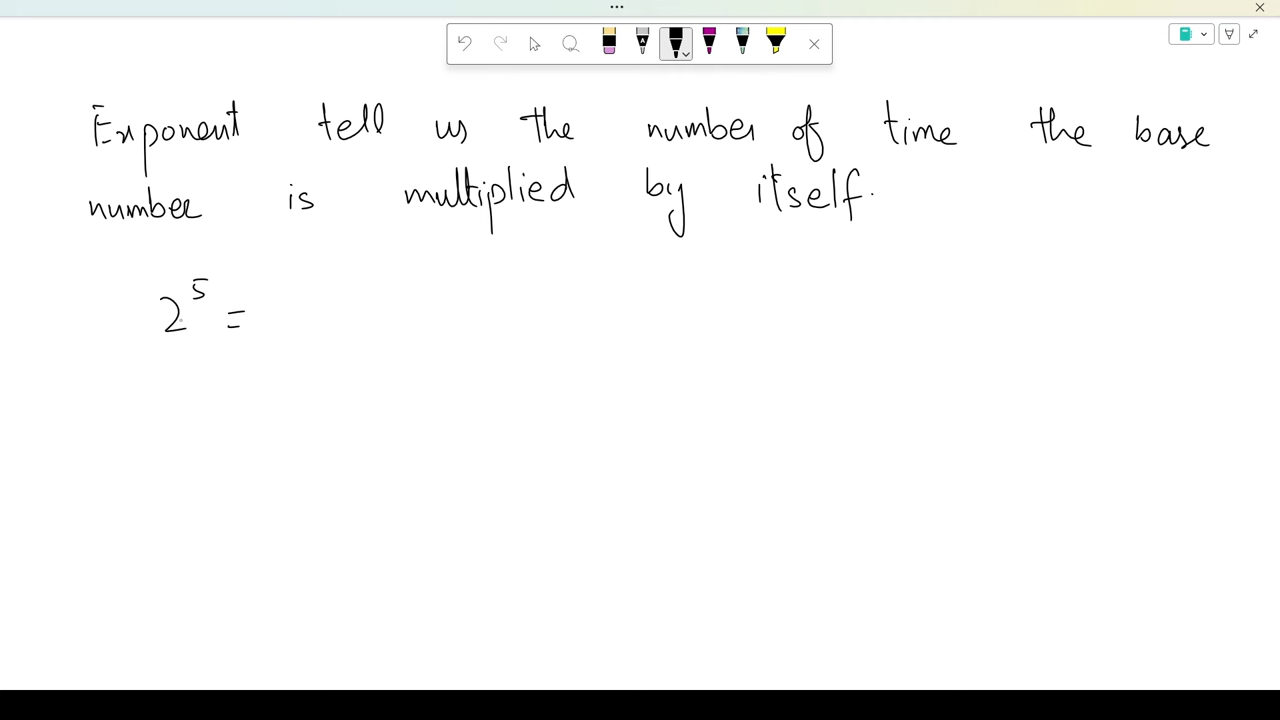 Exponent tell us the number of time the base
number is multiplied by itself.
2⁵ =